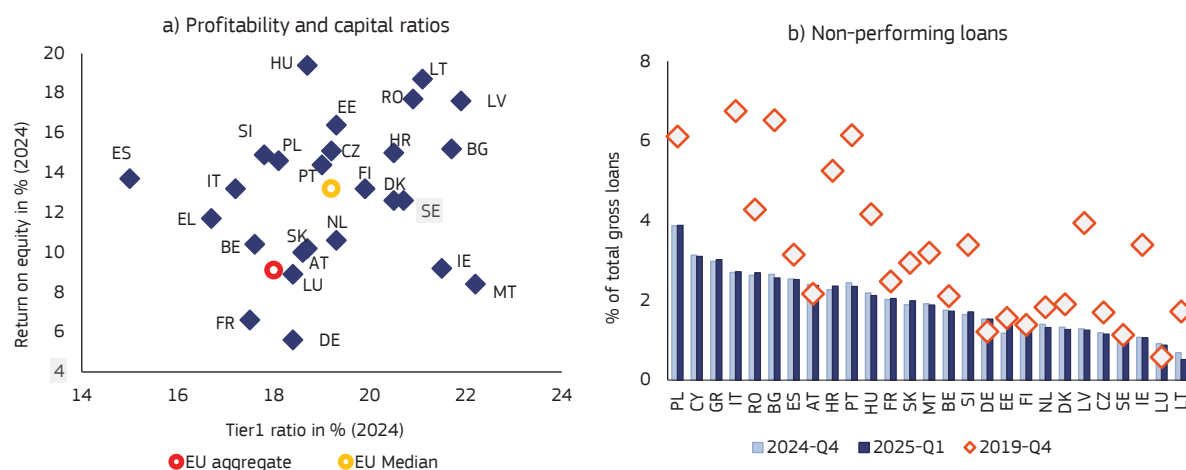 a) Profitability and capital ratios
Return on equity in % (2024)
20
18
16
14
12
10
8
6
4
14
16
18
20
22
24
HU
LT
RO
LV
EE
SI
PL
CZ
HR
BG
ES
PT
FI
IT
DK
SE
EL
NL
BE
SK
AT
IE
LU
MT
FR
DE
Tier1 ratio in % (2024)
EU aggregate
EU Median
b) Non-performing loans
% of total gross loans
8
6
4
2
0
PL
CY
GR
IT
RO
BG
ES
AT
HR
PT
HU
FR
SK
MT
BE
SI
DE
EE
FI
NL
DK
LV
CZ
SE
IE
LU
LT
2024-Q4
2025-Q1
2019-Q4